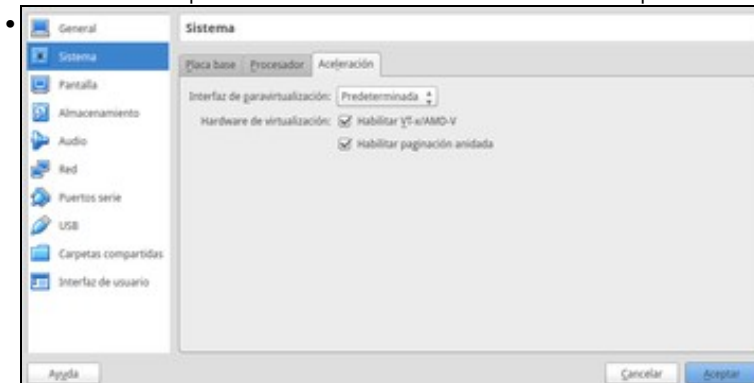 General
Sistema
Pantalla
Almacenamiento
Audio
Red
Puertos serie
USB
Carpetas compartidas
Interfaz de usuario
Sistema
Placa base Procesador Aceleración
Interfaz de paravirtualización: Predeterminada
Hardware de virtualización: Habilitar VT-x/AMD-V
Habilitar paginación anidada
Ayuda Cancelar Aceptar